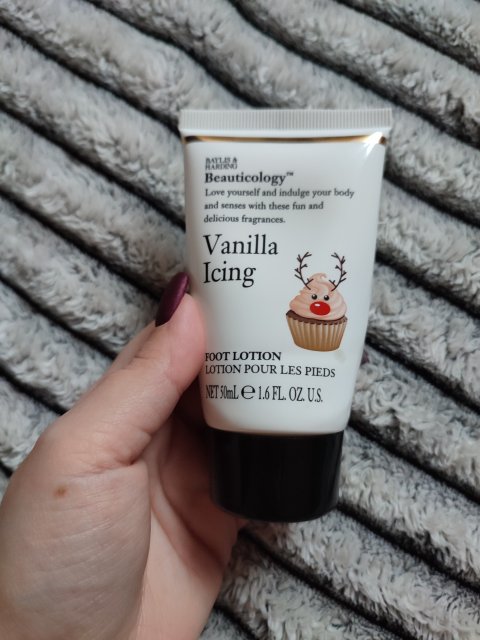 BAYLIS &
HARDING
Beauticology™
Love yourself and indulge your body
and senses with these fun and
delicious fragrances.
Vanilla
Icing
FOOT LOTION
LOTION POUR LES PIEDS
NET 50mL ℮ 1.6 FL. OZ. U.S.